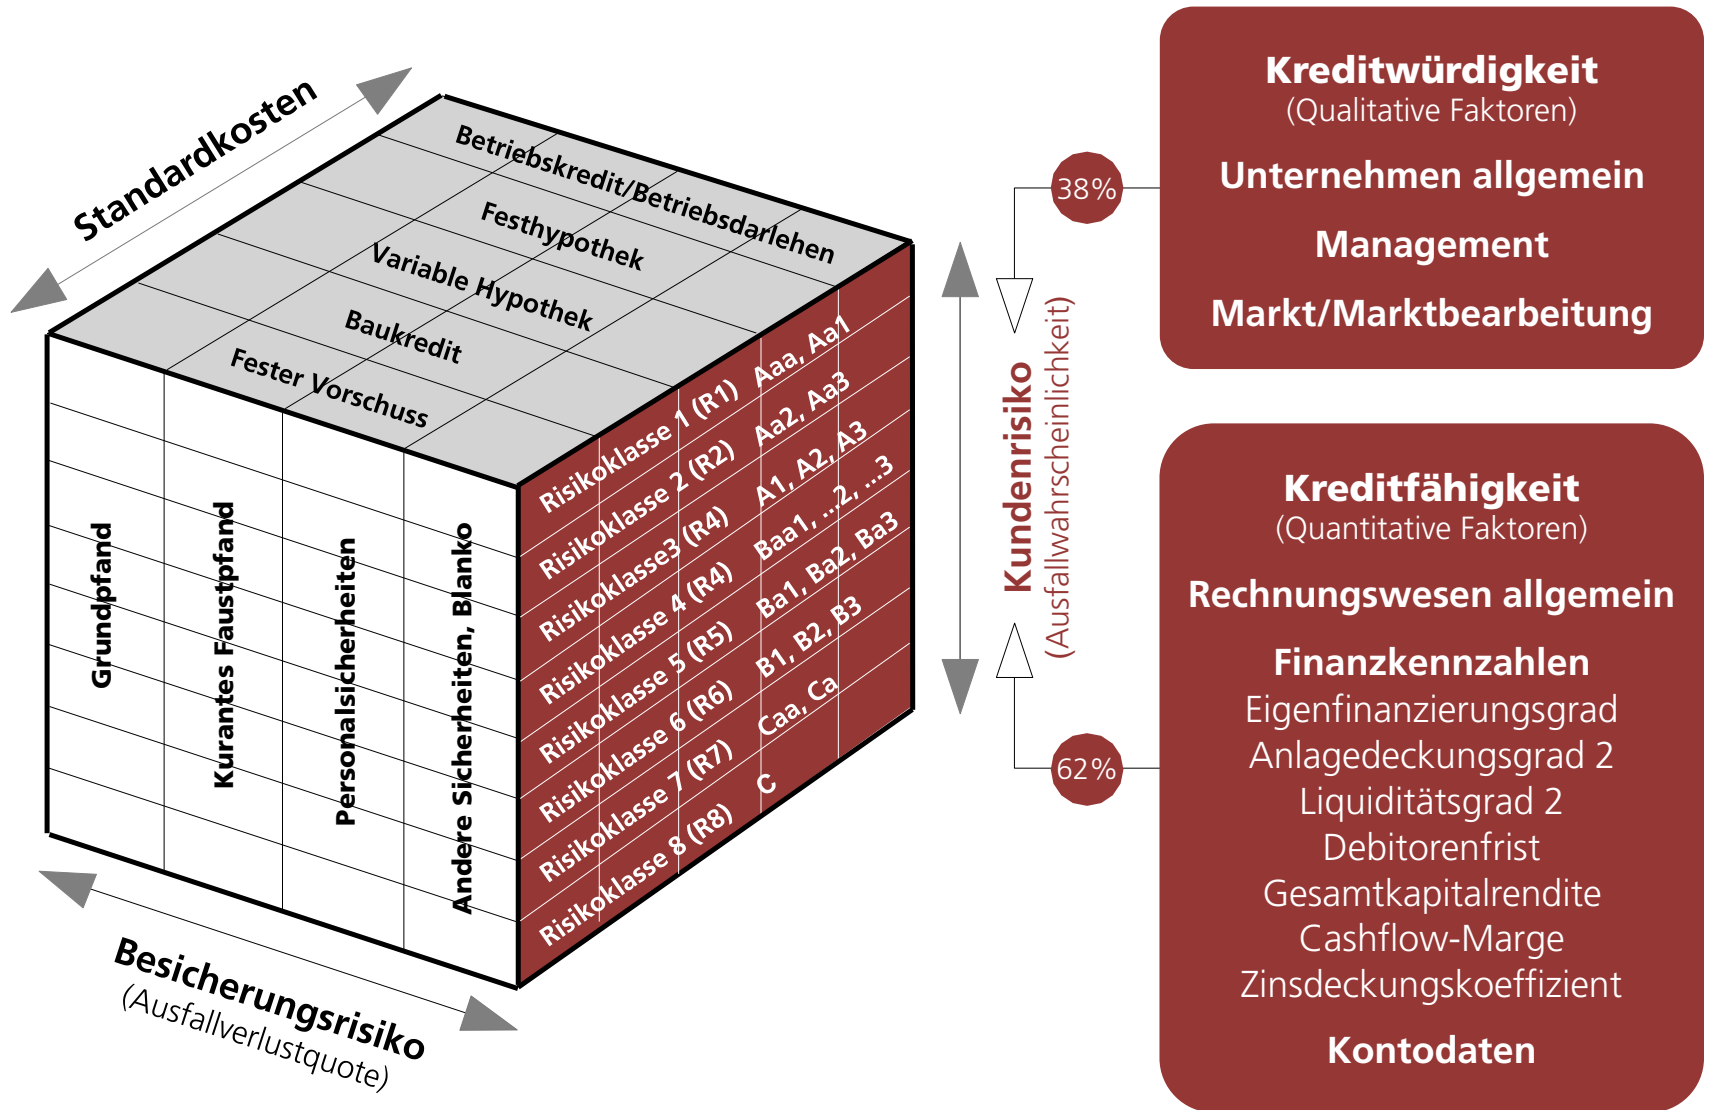 Standardkosten
Betriebskredit/Betriebsdarlehen
Festhypothek
Variable Hypothek
Baukredit
Fester Vorschuss
Grundpfand
Kurantes Faustpfand
Personalsicherheiten
Andere Sicherheiten, Blanko
Risikoklasse 1 (R1) Aaa, Aa1
Risikoklasse 2 (R2) Aa2, Aa3
Risikoklasse3 (R4) A1, A2, A3
Risikoklasse 4 (R4) Baa1, ...2, ...3
Risikoklasse 5 (R5) Ba1, Ba2, Ba3
Risikoklasse 6 (R6) B1, B2, B3
Risikoklasse 7 (R7) Caa, Ca
Risikoklasse 8 (R8) C
Besicherungsrisiko
(Ausfallverlustquote)
Kundenrisiko
(Ausfallwahrscheinlichkeit)
38%
62%
Kreditwürdigkeit
(Qualitative Faktoren)
Unternehmen allgemein
Management
Markt/Marktbearbeitung
Kreditfähigkeit
(Quantitative Faktoren)
Rechnungswesen allgemein
Finanzkennzahlen
Eigenfinanzierungsgrad
Anlagedeckungsgrad 2
Liquiditätsgrad 2
Debitorenfrist
Gesamtkapitalrendite
Cashflow-Marge
Zinsdeckungskoeffizient
Kontodaten